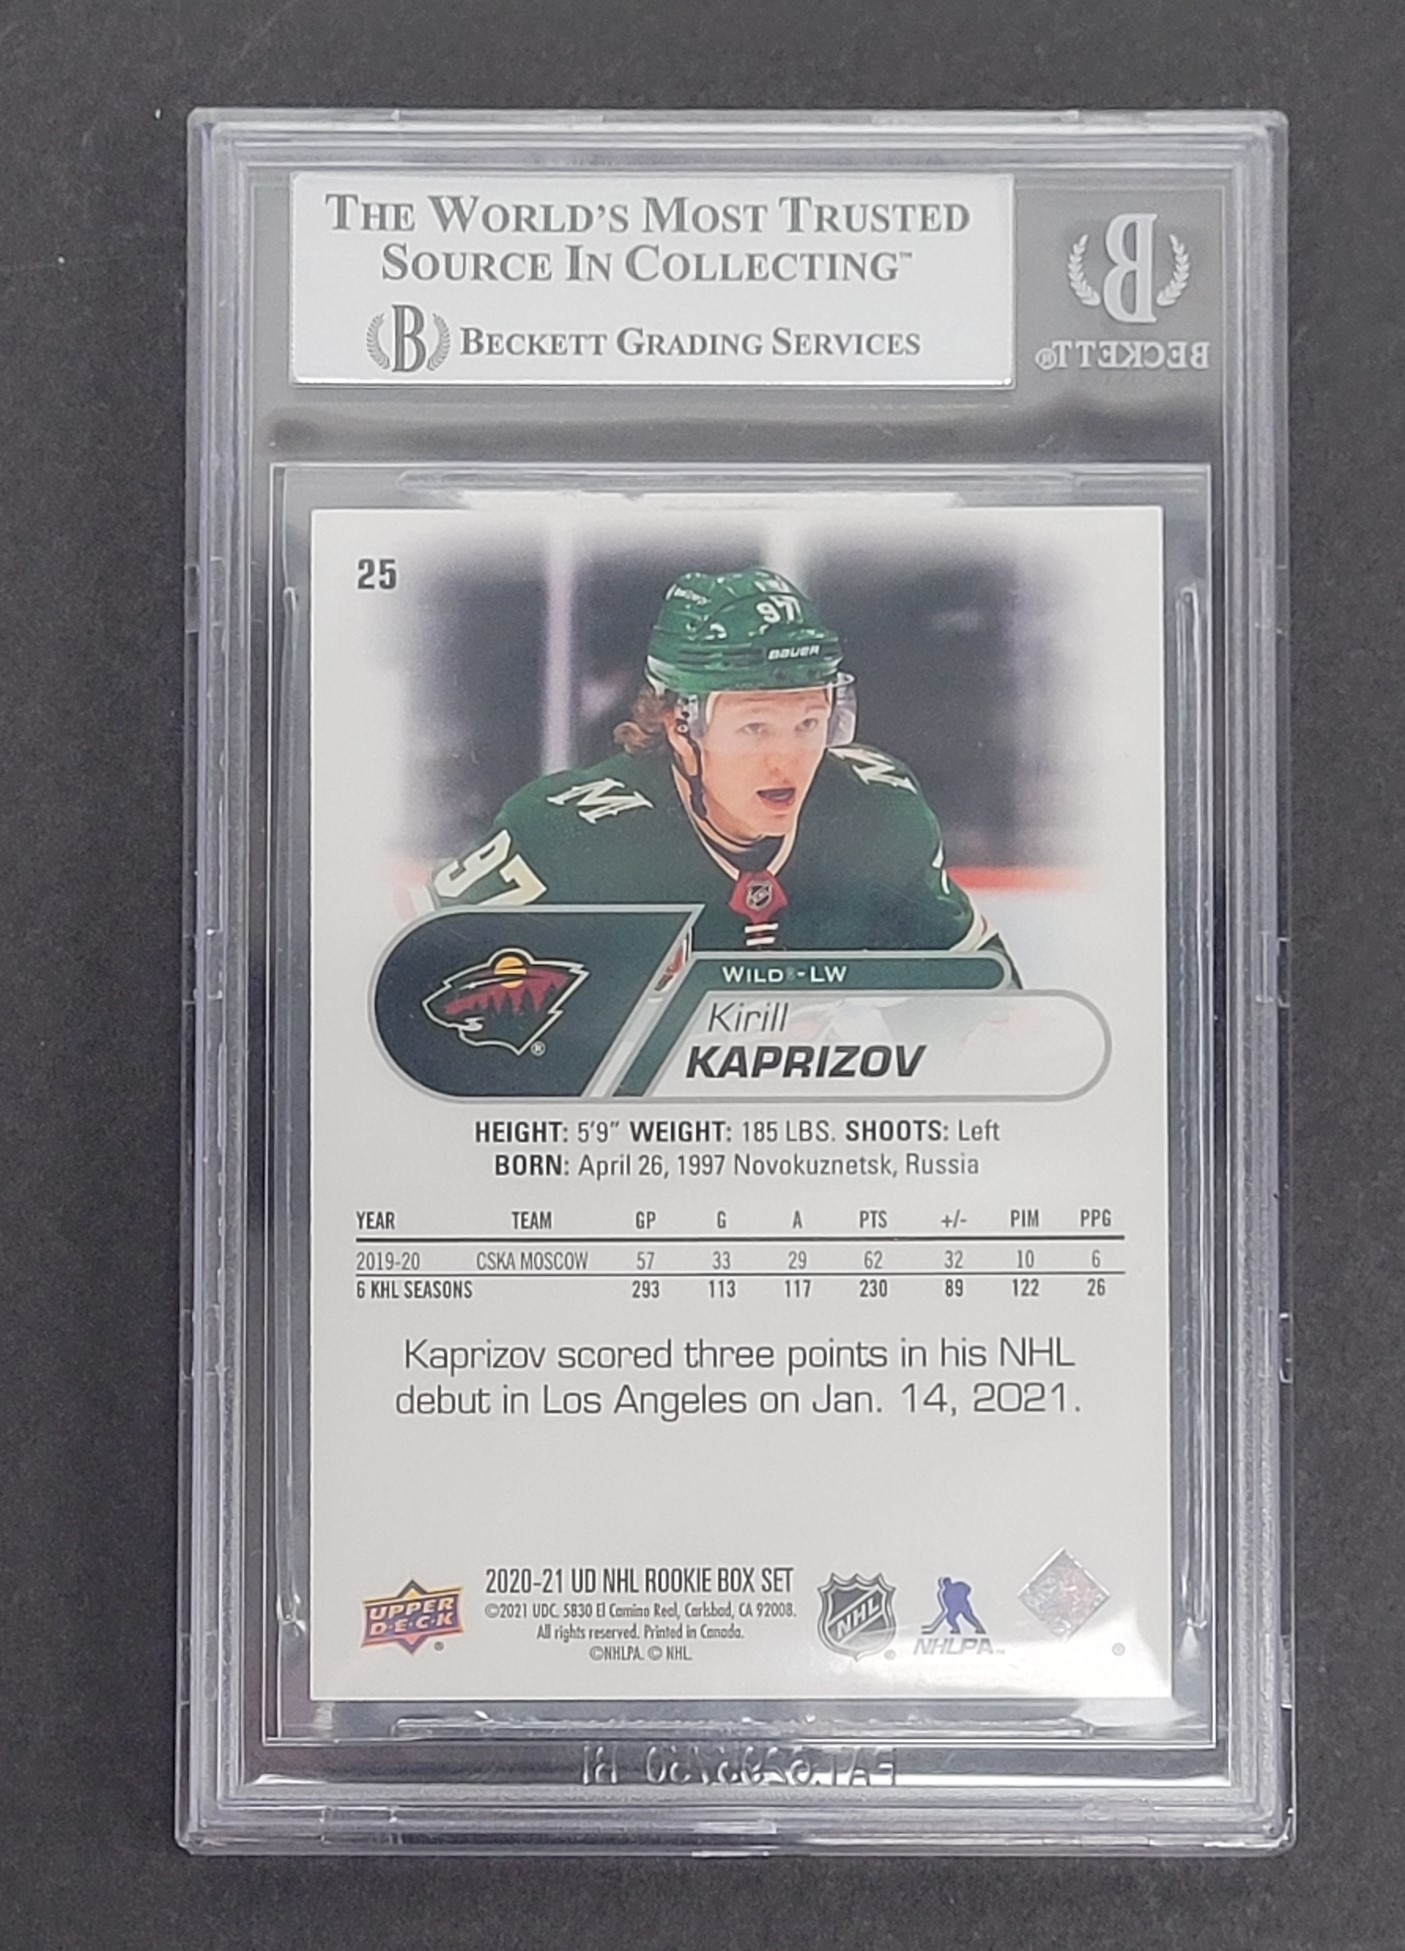 THE WORLD'S MOST TRUSTED
SOURCE IN COLLECTING™
B BECKETT GRADING SERVICES
B
BECKETT®
25
97
BAUER
M
97
WILD®-LW
Kirill
KAPRIZOV
HEIGHT: 5'9" WEIGHT: 185 LBS. SHOOTS: Left
BORN: April 26, 1997 Novokuznetsk, Russia
YEAR TEAM GP G A PTS +/- PIM PPG
2019-20 CSKA MOSCOW 57 33 29 62 32 10 6
6 KHL SEASONS 293 113 117 230 89 122 26
Kaprizov scored three points in his NHL
debut in Los Angeles on Jan. 14, 2021.
UPPER
D·E·C·K
®
2020-21 UD NHL ROOKIE BOX SET
©2021 UDC. 5830 El Camino Real, Carlsbad, CA 92008.
All rights reserved. Printed in Canada.
©NHLPA. © NHL.
NHL
®
NHLPA™
®